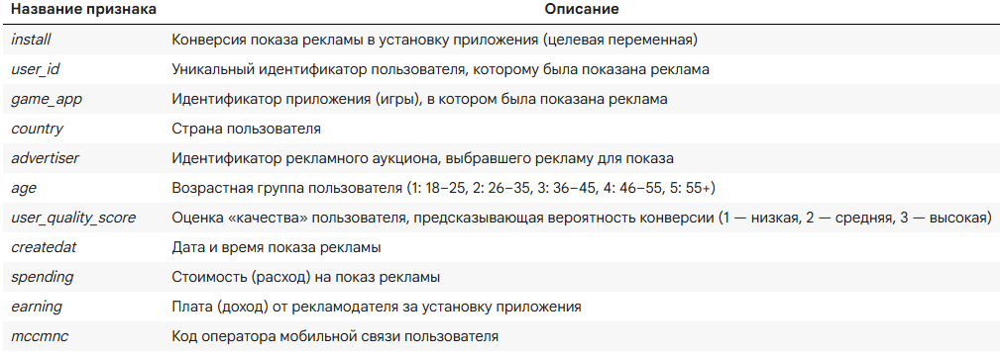 Название признака Описание
install Конверсия показа рекламы в установку приложения (целевая переменная)
user_id Уникальный идентификатор пользователя, которому была показана реклама
game_app Идентификатор приложения (игры), в котором была показана реклама
country Страна пользователя
advertiser Идентификатор рекламного аукциона, выбравшего рекламу для показа
age Возрастная группа пользователя (1: 18–25, 2: 26–35, 3: 36–45, 4: 46–55, 5: 55+)
user_quality_score Оценка «качества» пользователя, предсказывающая вероятность конверсии (1 — низкая, 2 — средняя, 3 — высокая)
createdat Дата и время показа рекламы
spending Стоимость (расход) на показ рекламы
earning Плата (доход) от рекламодателя за установку приложения
mccmnc Код оператора мобильной связи пользователя